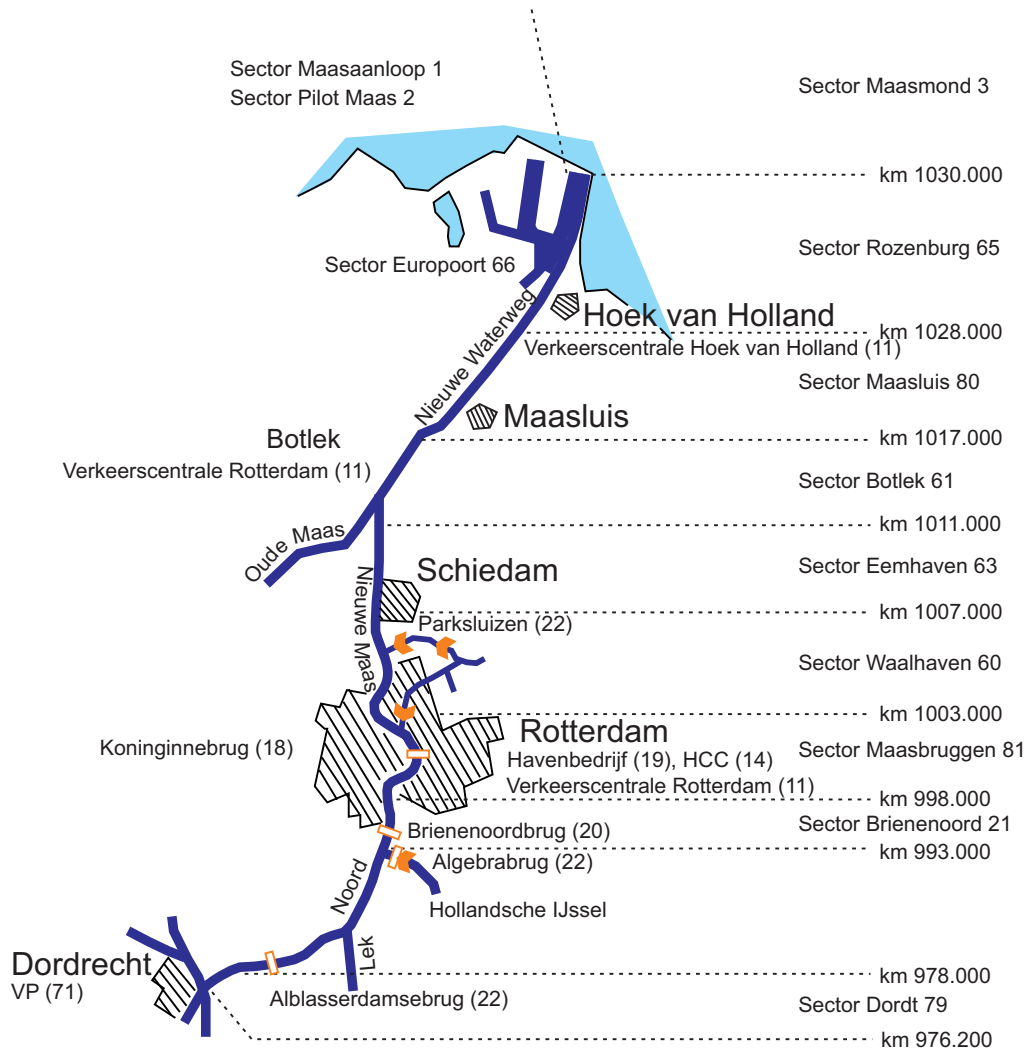 Sector Maasaanloop 1
Sector Pilot Maas 2
Sector Maasmond 3
km 1030.000
Sector Rozenburg 65
Sector Europoort 66
Hoek van Holland
km 1028.000
Verkeerscentrale Hoek van Holland (11)
Nieuwe Waterweg
Sector Maasluis 80
Maasluis
km 1017.000
Botlek
Verkeerscentrale Rotterdam (11)
Sector Botlek 61
km 1011.000
Oude Maas
Schiedam
Sector Eemhaven 63
Nieuwe Maas
km 1007.000
Parksluizen (22)
Sector Waalhaven 60
km 1003.000
Rotterdam
Koninginnebrug (18)
Havenbedrijf (19), HCC (14)
Sector Maasbruggen 81
Verkeerscentrale Rotterdam (11)
km 998.000
Sector Brienenoord 21
Brienenoordbrug (20)
km 993.000
Algebrabrug (22)
Noord
Hollandsche IJssel
Lek
Dordrecht
VP (71)
km 978.000
Alblasserdamsebrug (22)
Sector Dordt 79
km 976.200